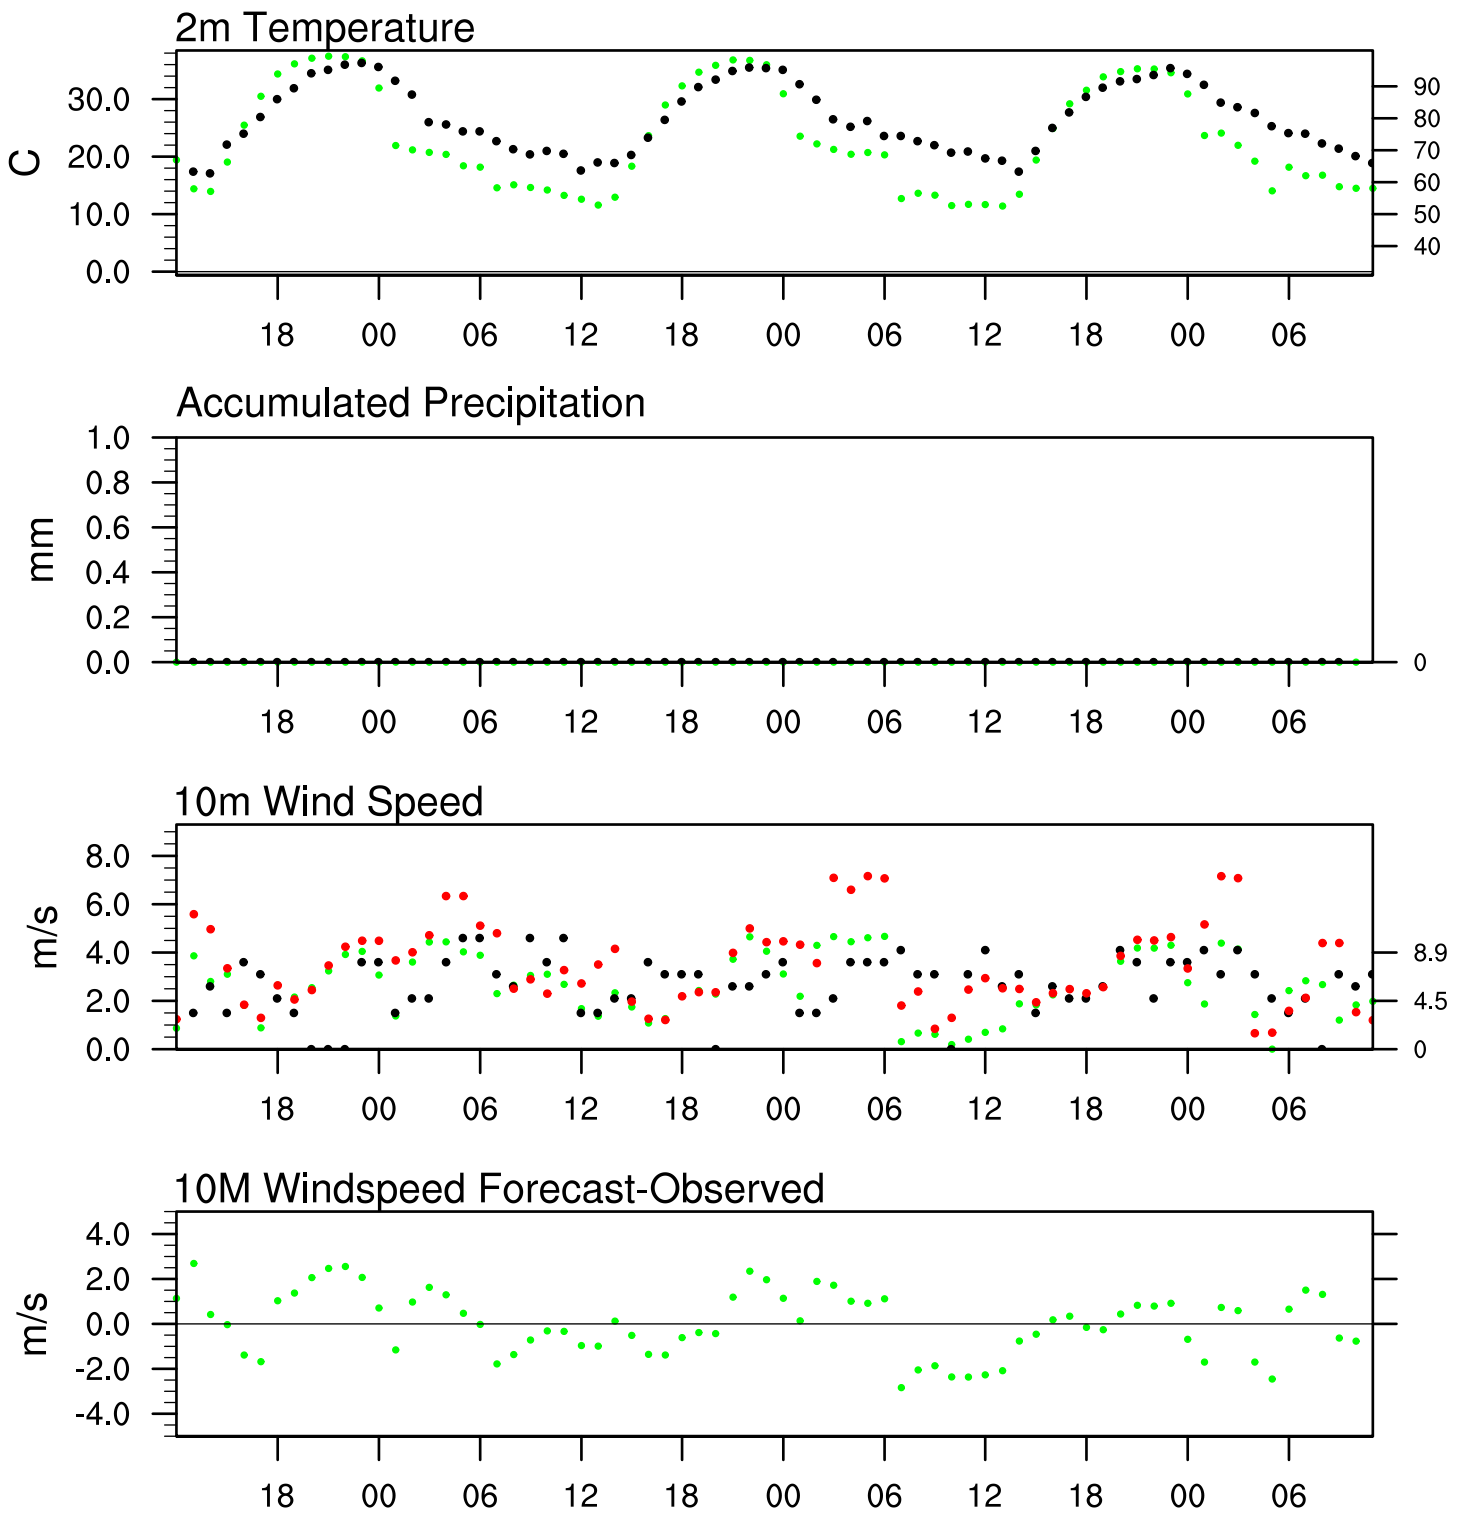 2m Temperature
C
30.0
20.0
10.0
0.0
90
80
70
60
50
40
18 00 06 12 18 00 06 12 18 00 06
Accumulated Precipitation
mm
1.0
0.8
0.6
0.4
0.2
0.0
0
18 00 06 12 18 00 06 12 18 00 06
10m Wind Speed
m/s
8.0
6.0
4.0
2.0
0.0
8.9
4.5
0
18 00 06 12 18 00 06 12 18 00 06
10M Windspeed Forecast-Observed
m/s
4.0
2.0
0.0
-2.0
-4.0
18 00 06 12 18 00 06 12 18 00 06